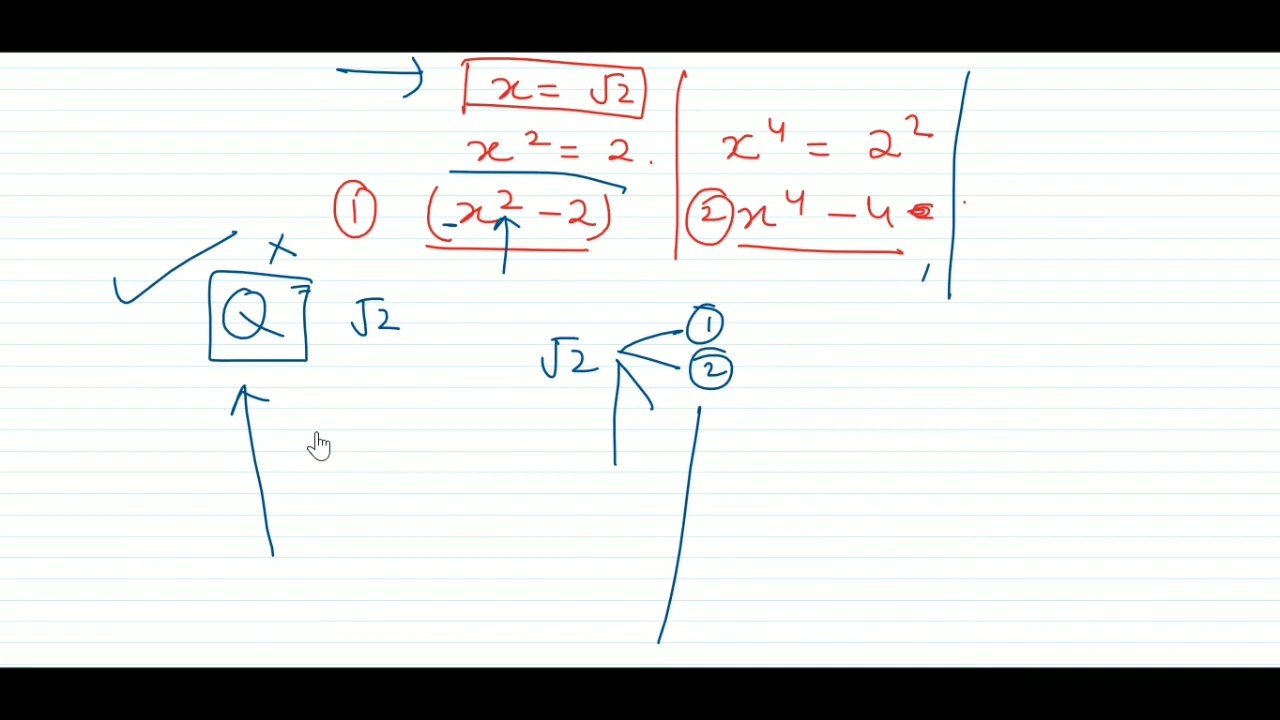 → x = √2
x² = 2.
① (x² - 2)
x⁴ = 2²
② x⁴ - 4
×
Q √2
√2 ①
②